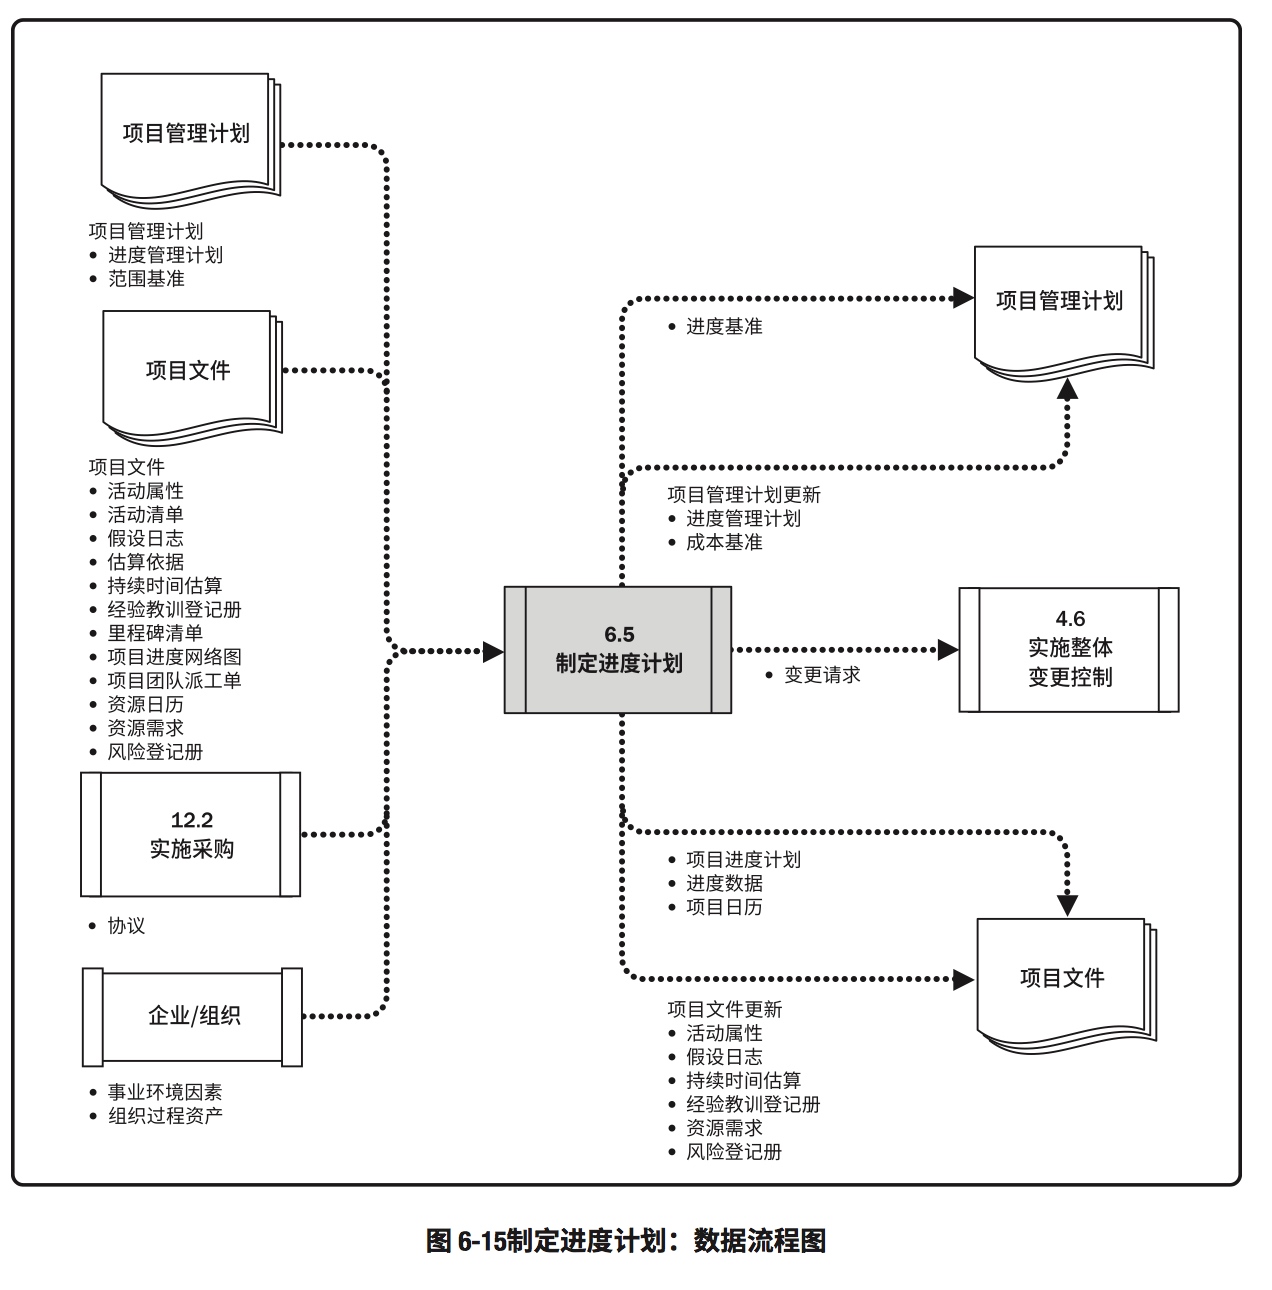 项目管理计划
项目管理计划
• 进度管理计划
• 范围基准
项目文件
项目文件
• 活动属性
• 活动清单
• 假设日志
• 估算依据
• 持续时间估算
• 经验教训登记册
• 里程碑清单
• 项目进度网络图
• 项目团队派工单
• 资源日历
• 资源需求
• 风险登记册
12.2
实施采购
• 协议
企业/组织
• 事业环境因素
• 组织过程资产
6.5
制定进度计划
项目管理计划
• 进度基准
项目管理计划更新
• 进度管理计划
• 成本基准
4.6
实施整体
变更控制
• 变更请求
• 项目进度计划
• 进度数据
• 项目日历
项目文件
项目文件更新
• 活动属性
• 假设日志
• 持续时间估算
• 经验教训登记册
• 资源需求
• 风险登记册
图 6-15制定进度计划：数据流程图